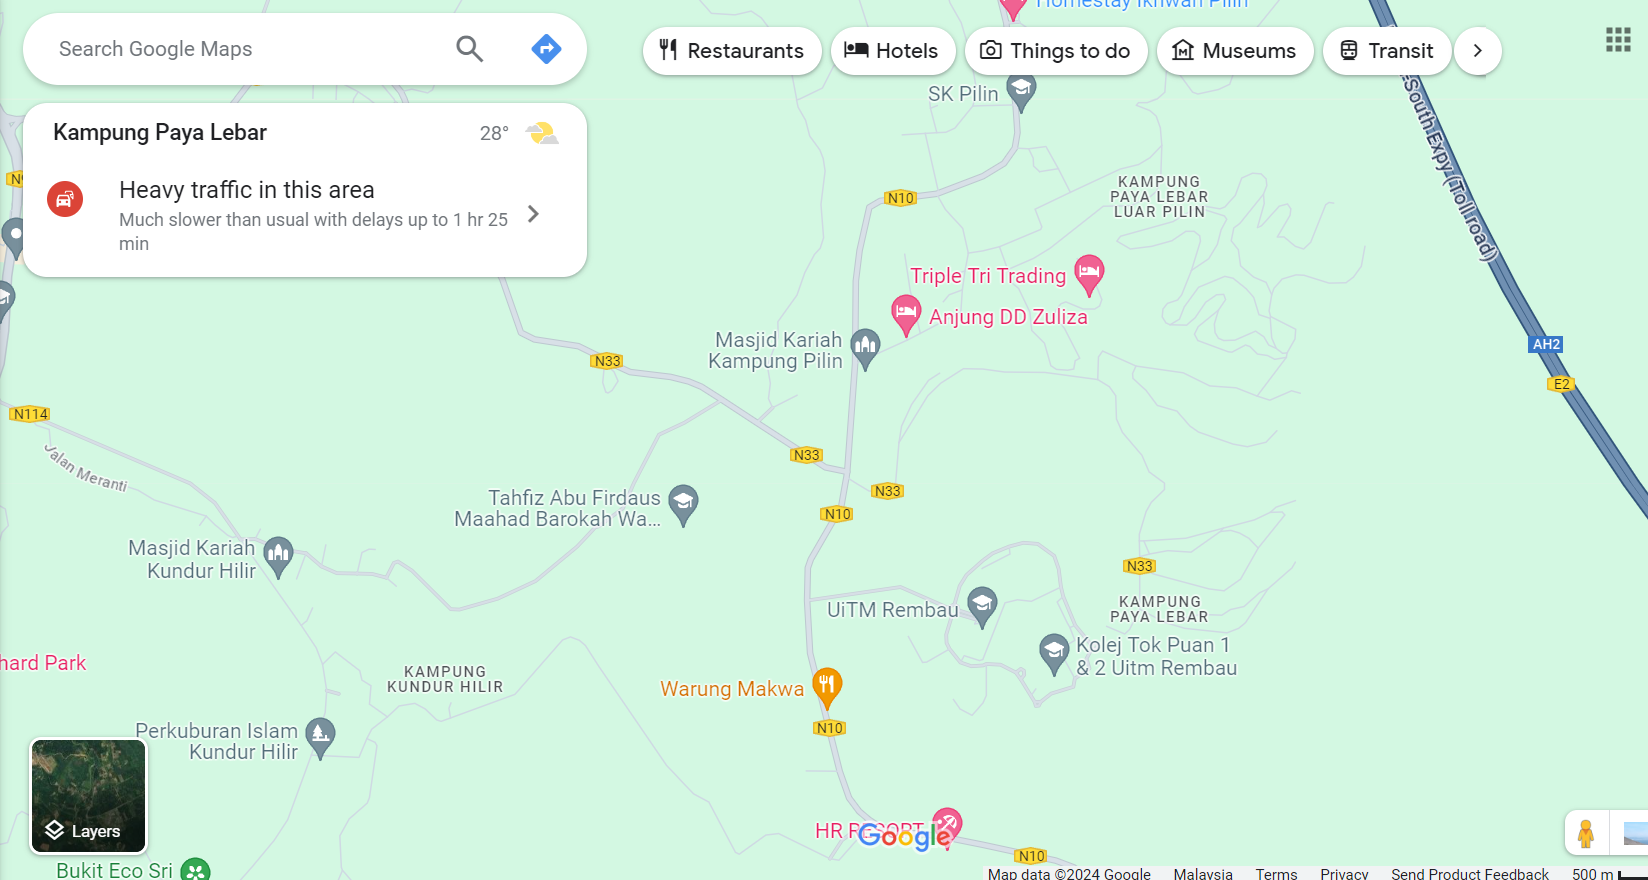 Homestay Ikhwan Pilin
Search Google Maps
Restaurants
Hotels
Things to do
Museums
Transit
Kampung Paya Lebar
28°
Heavy traffic in this area
Much slower than usual with delays up to 1 hr 25
min
SK Pilin
-South Expy (Toll road)
KAMPUNG
PAYA LEBAR
LUAR PILIN
N10
Triple Tri Trading
Anjung DD Zuliza
Masjid Kariah
Kampung Pilin
AH2
E2
N33
N114
Jalan Meranti
N33
N33
N10
Tahfiz Abu Firdaus
Maahad Barokah Wa...
Masjid Kariah
Kundur Hilir
N33
KAMPUNG
PAYA LEBAR
UiTM Rembau
Kolej Tok Puan 1
& 2 Uitm Rembau
hard Park
KAMPUNG
KUNDUR HILIR
Warung Makwa
N10
Perkuburan Islam
Kundur Hilir
Layers
HR RESORT
Google
N10
Bukit Eco Sri
Map data ©2024 Google
Malaysia
Terms
Privacy
Send Product Feedback
500 m